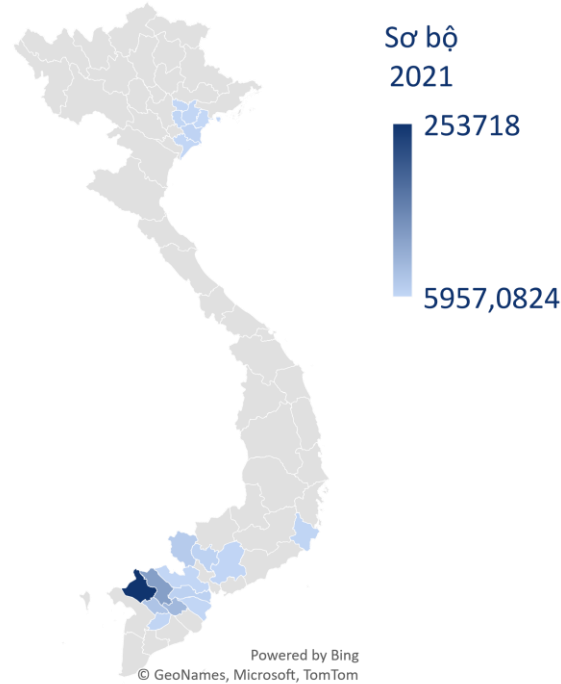 Sơ bộ
2021
253718
5957,0824
Powered by Bing
© GeoNames, Microsoft, TomTom